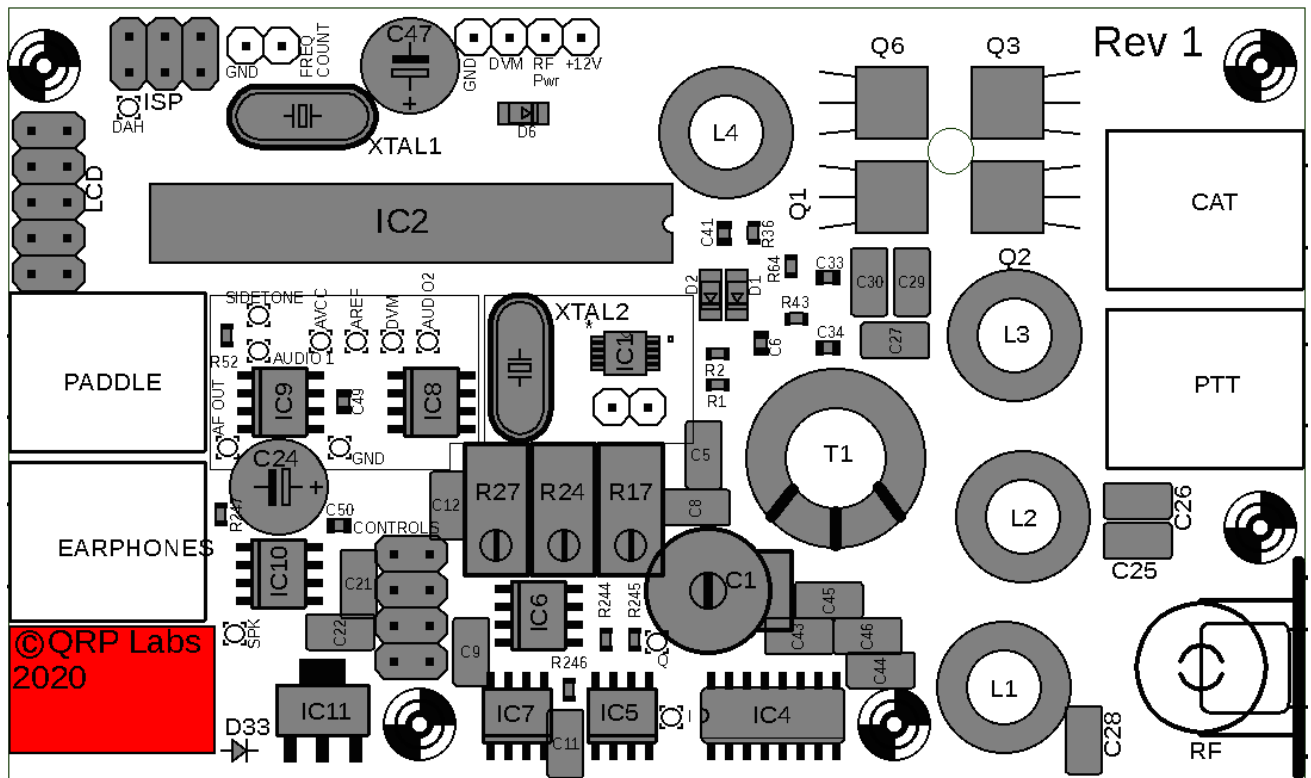 Rev 1
C47
Q6
Q3
GND
FREQ
COUNT
GND
DVM
RF
Pwr
+12V
ISP
DAH
D6
XTAL1
L4
LCD
IC2
Q1
CAT
C41
R36
Q2
R64
C33
C30
C29
D2
D1
SIDETONE
AVCC
AREF
DVM
AUDIO2
XTAL2
*
IC1
R43
C34
C6
C27
L3
R52
AUDIO 1
R2
R1
PADDLE
PTT
AF OUT
IC9
C49
IC8
GND
C24
+
T1
C5
C12
R27
R24
R17
C8
R247
C50
CONTROLS
L2
C26
C25
EARPHONES
IC10
C21
C22
IC6
R244
R245
C1
C45
C43
C46
C44
SPK
C9
Q
R246
©QRP Labs
2020
D33
IC11
IC7
C11
IC5
I
IC4
L1
C28
RF